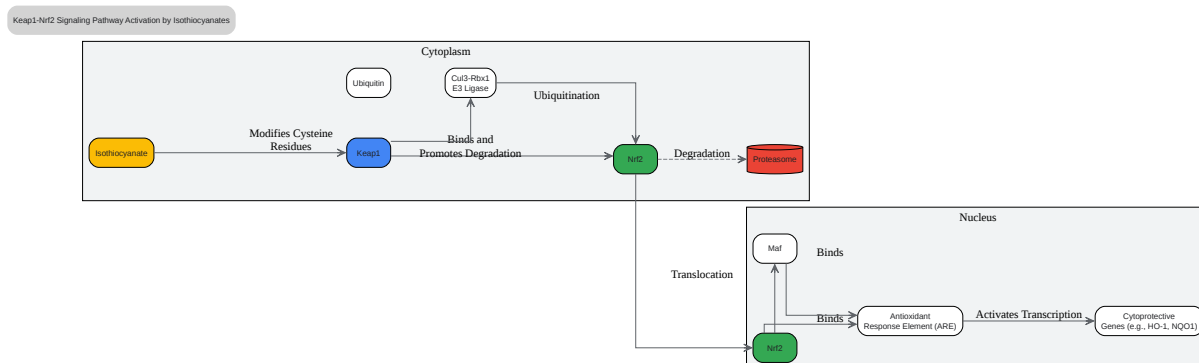 Keap1-Nrf2 Signaling Pathway Activation by Isothiocyanates
Cytoplasm
Ubiquitin
Cul3-Rbx1
E3 Ligase
Ubiquitination
Modifies Cysteine
Residues
Binds and
Promotes Degradation
Isothiocyanate
Keap1
Nrf2
Degradation
Proteasome
Nucleus
Maf
Binds
Translocation
Binds
Antioxidant
Response Element (ARE)
Activates Transcription
Cytoprotective
Genes (e.g., HO-1, NQO1)
Nrf2